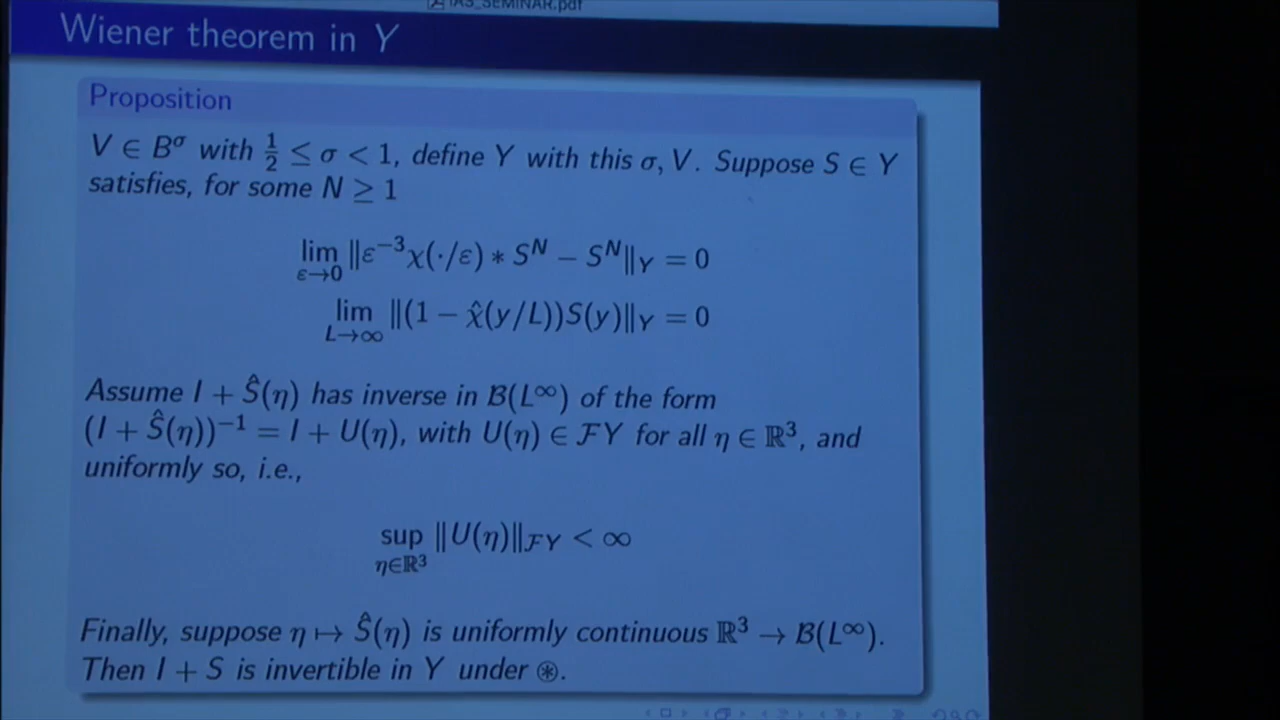 IAS_SEMINAR.pdf
Wiener theorem in Y
Proposition
V ∈ B^σ with 1/2 ≤ σ < 1, define Y with this σ, V. Suppose S ∈ Y
satisfies, for some N ≥ 1
lim_{ε→0} ‖ε^{−3}χ(·/ε) ∗ S^N − S^N‖_Y = 0
lim_{L→∞} ‖(1 − χ̂(y/L))S(y)‖_Y = 0
Assume I + Ŝ(η) has inverse in 𝓑(L^∞) of the form
(I + Ŝ(η))^{−1} = I + U(η), with U(η) ∈ 𝓕Y for all η ∈ ℝ³, and
uniformly so, i.e.,
sup_{η∈ℝ³} ‖U(η)‖_{𝓕Y} < ∞
Finally, suppose η ↦ Ŝ(η) is uniformly continuous ℝ³ → 𝓑(L^∞).
Then I + S is invertible in Y under ⊛.